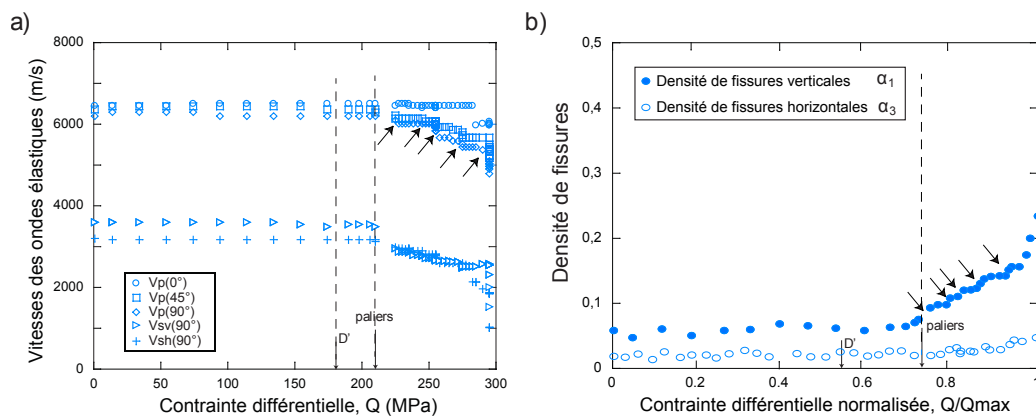 a)
Vitesses des ondes élastiques (m/s)
8000
6000
4000
2000
0
Vp(0°)
Vp(45°)
Vp(90°)
Vsv(90°)
Vsh(90°)
D'
paliers
0
50
100
150
200
250
300
Contrainte différentielle, Q (MPa)
b)
Densité de fissures
0,5
0,4
0,3
0,2
0,1
0
Densité de fissures verticales α1
Densité de fissures horizontales α3
D'
paliers
0
0.2
0.4
0.6
0.8
Contrainte différentielle normalisée, Q/Qmax